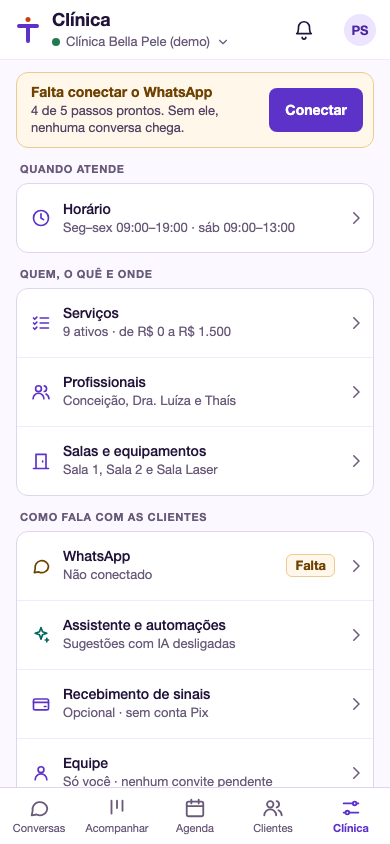 Clínica
Clínica Bella Pele (demo)
PS
Falta conectar o WhatsApp
4 de 5 passos prontos. Sem ele,
nenhuma conversa chega.
Conectar
QUANDO ATENDE
Horário
Seg–sex 09:00–19:00 · sáb 09:00–13:00
QUEM, O QUÊ E ONDE
Serviços
9 ativos · de R$ 0 a R$ 1.500
Profissionais
Conceição, Dra. Luíza e Thaís
Salas e equipamentos
Sala 1, Sala 2 e Sala Laser
COMO FALA COM AS CLIENTES
WhatsApp
Não conectado
Falta
Assistente e automações
Sugestões com IA desligadas
Recebimento de sinais
Opcional · sem conta Pix
Equipe
Só você · nenhum convite pendente
Conversas
Acompanhar
Agenda
Clientes
Clínica